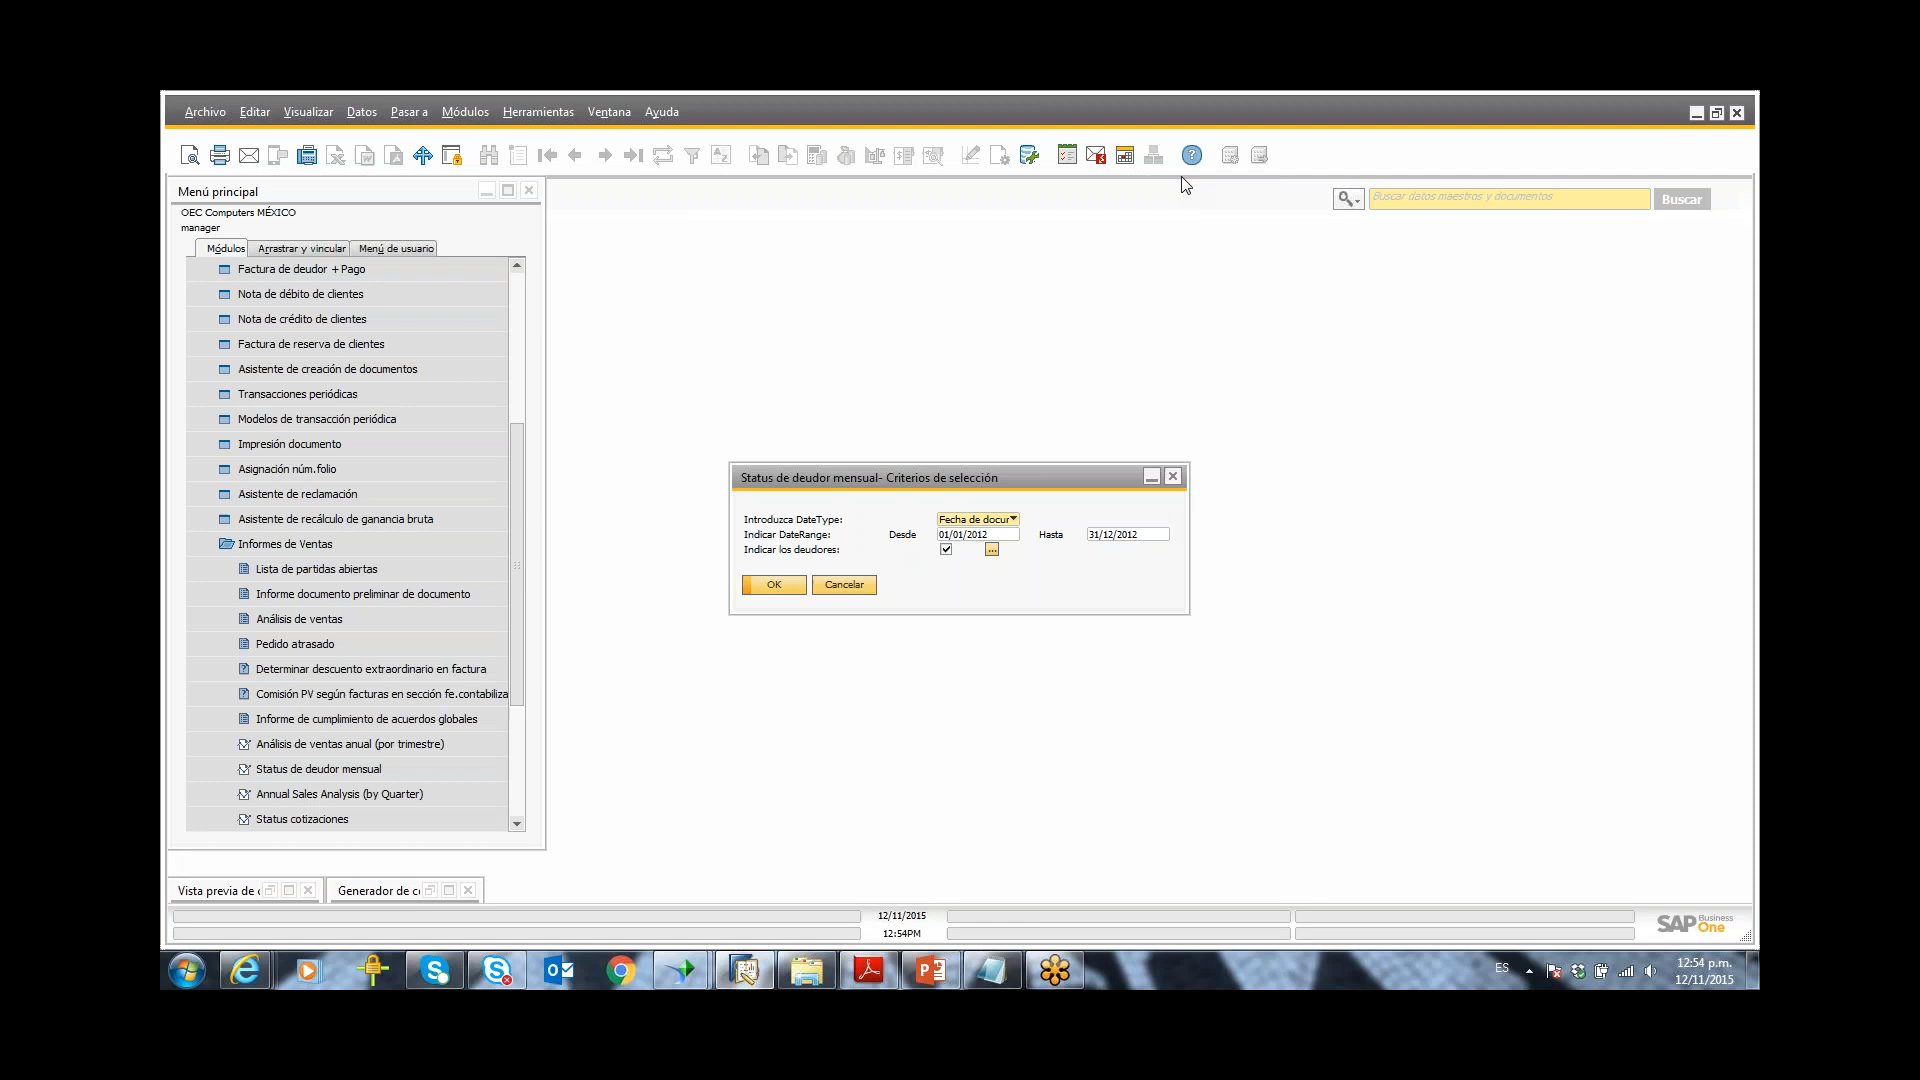 Archivo Editar Visualizar Datos Pasar a Módulos Herramientas Ventana Ayuda
Menú principal
OEC Computers MÉXICO
manager
Buscar datos maestros y documentos
Buscar
Módulos Arrastrar y vincular Menú de usuario
Factura de deudor +Pago
Nota de débito de clientes
Nota de crédito de clientes
Factura de reserva de clientes
Asistente de creación de documentos
Transacciones periódicas
Modelos de transacción periódica
Impresión documento
Asignación núm.folio
Asistente de reclamación
Asistente de recálculo de ganancia bruta
Informes de Ventas
Lista de partidas abiertas
Informe documento preliminar de documento
Análisis de ventas
Pedido atrasado
Determinar descuento extraordinario en factura
Comisión PV según facturas en sección fe.contabiliza
Informe de cumplimiento de acuerdos globales
Análisis de ventas anual (por trimestre)
Status de deudor mensual
Annual Sales Analysis (by Quarter)
Status cotizaciones
Status de deudor mensual- Criterios de selección
Introduzca DateType: Fecha de docur
Indicar DateRange: Desde 01/01/2012 Hasta 31/12/2012
Indicar los deudores: ...
OK Cancelar
Vista previa de c
Generador de c
12/11/2015
12:54PM
SAP Business One
ES
12:54 p.m.
12/11/2015